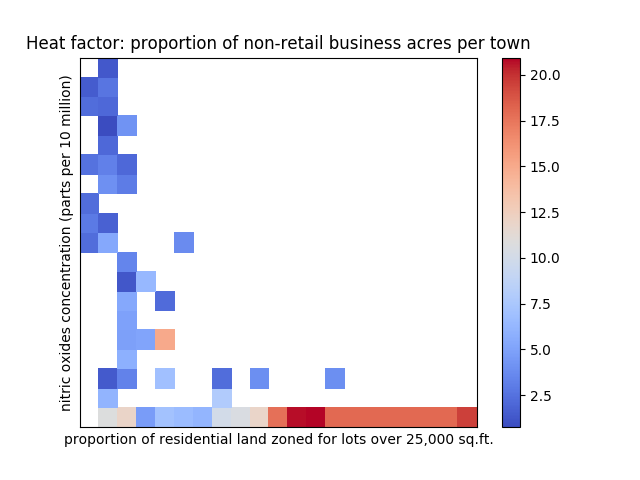 Heat factor: proportion of non-retail business acres per town
nitric oxides concentration (parts per 10 million)
proportion of residential land zoned for lots over 25,000 sq.ft.
20.0
17.5
15.0
12.5
10.0
7.5
5.0
2.5